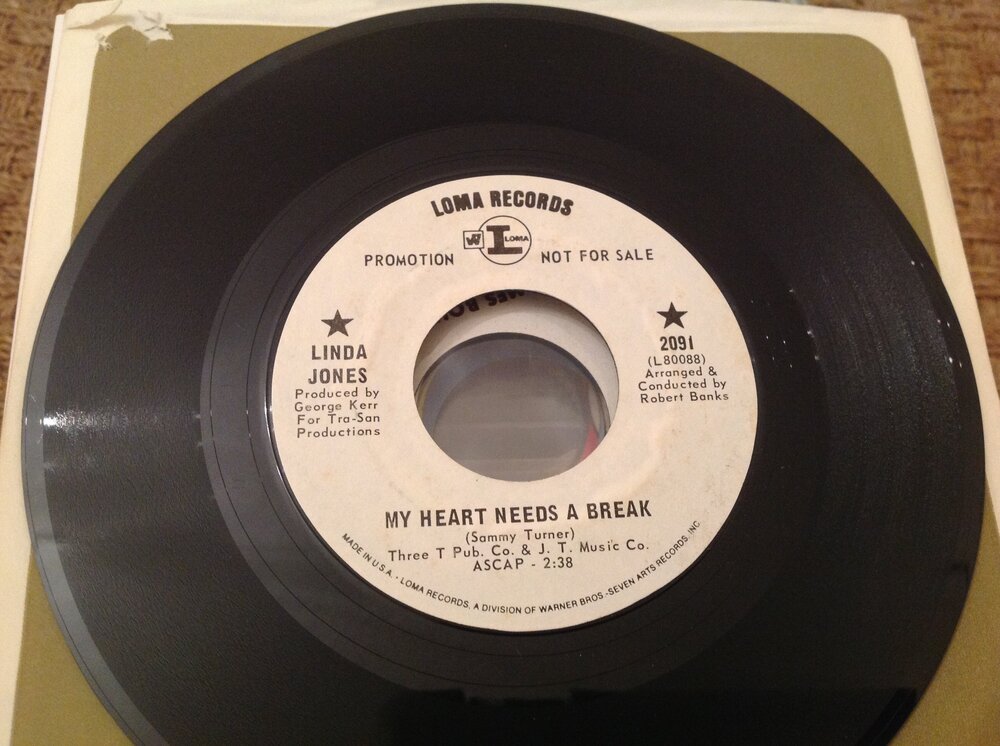 LOMA RECORDS
W7 L LOMA
PROMOTION NOT FOR SALE
LINDA
JONES
Produced by
George Kerr
For Tra-San
Productions
2091
(L80088)
Arranged &
Conducted by
Robert Banks
MY HEART NEEDS A BREAK
(Sammy Turner)
Three T Pub. Co. & J. T. Music Co.
ASCAP - 2:38
MADE IN U.S.A. · LOMA RECORDS, A DIVISION OF WARNER BROS.-SEVEN ARTS RECORDS, INC